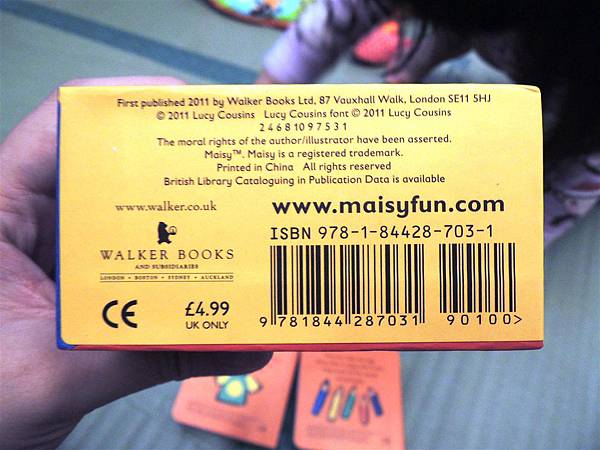 First published 2011 by Walker Books Ltd, 87 Vauxhall Walk, London SE11 5HJ
© 2011 Lucy Cousins Lucy Cousins font © 2011 Lucy Cousins
2 4 6 8 10 9 7 5 3 1
The moral rights of the author/illustrator have been asserted.
Maisy™. Maisy is a registered trademark.
Printed in China All rights reserved
British Library Cataloguing in Publication Data is available
www.walker.co.uk
www.maisyfun.com
WALKER BOOKS
AND SUBSIDIARIES
LONDON • BOSTON • SYDNEY • AUCKLAND
CE
£4.99
UK ONLY
ISBN 978-1-84428-703-1
9 781844 287031
90100>